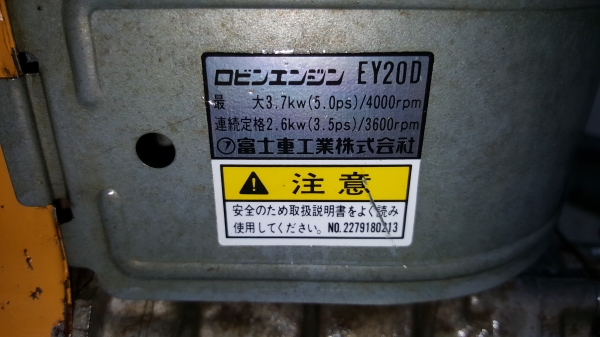 ロビンエンジン EY20D
最 大3.7kw(5.0ps)/4000rpm
連続定格2.6kw(3.5ps)/3600rpm
富士重工業株式会社
注意
安全のため取扱説明書をよく読み
使用してください。NO.2279180213